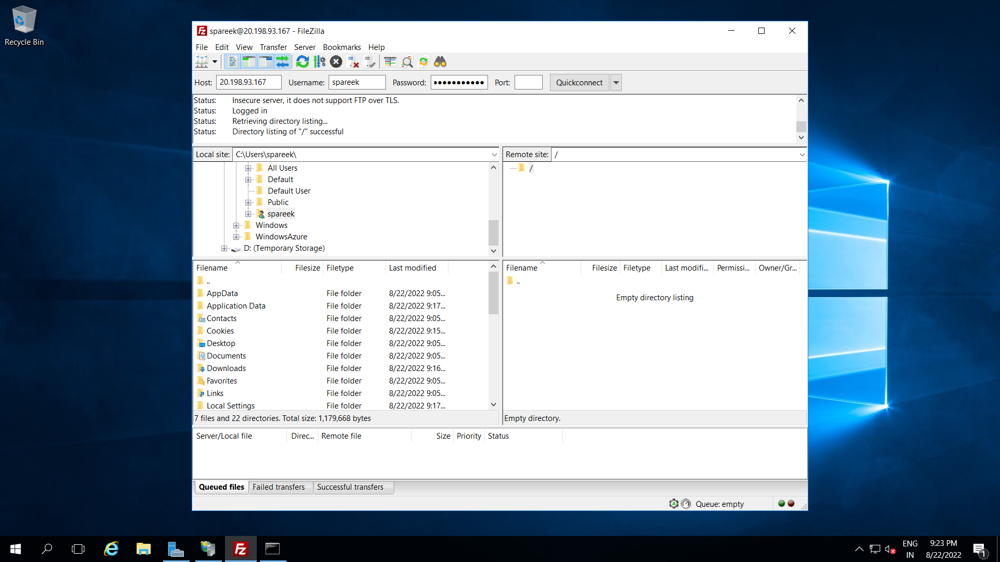 Recycle Bin
spareek@20.198.93.167 - FileZilla
File Edit View Transfer Server Bookmarks Help
Host: 20.198.93.167 Username: spareek Password: ●●●●●●●●●●● Port: Quickconnect
Status: Insecure server, it does not support FTP over TLS.
Status: Logged in
Status: Retrieving directory listing...
Status: Directory listing of "/" successful
Local site: C:\Users\spareek\
All Users
Default
Default User
Public
spareek
Windows
WindowsAzure
D: (Temporary Storage)
Remote site: /
/
Filename Filesize Filetype Last modified
..
AppData File folder 8/22/2022 9:05...
Application Data File folder 8/22/2022 9:17...
Contacts File folder 8/22/2022 9:05...
Cookies File folder 8/22/2022 9:15...
Desktop File folder 8/22/2022 9:05...
Documents File folder 8/22/2022 9:05...
Downloads File folder 8/22/2022 9:16...
Favorites File folder 8/22/2022 9:05...
Links File folder 8/22/2022 9:05...
Local Settings File folder 8/22/2022 9:17...
7 files and 22 directories. Total size: 1,179,668 bytes
Filename Filesize Filetype Last modifi... Permissi... Owner/Gr...
..
Empty directory listing
Empty directory.
Server/Local file Direc... Remote file Size Priority Status
Queued files Failed transfers Successful transfers
Queue: empty
ENG
IN
9:23 PM
8/22/2022
1